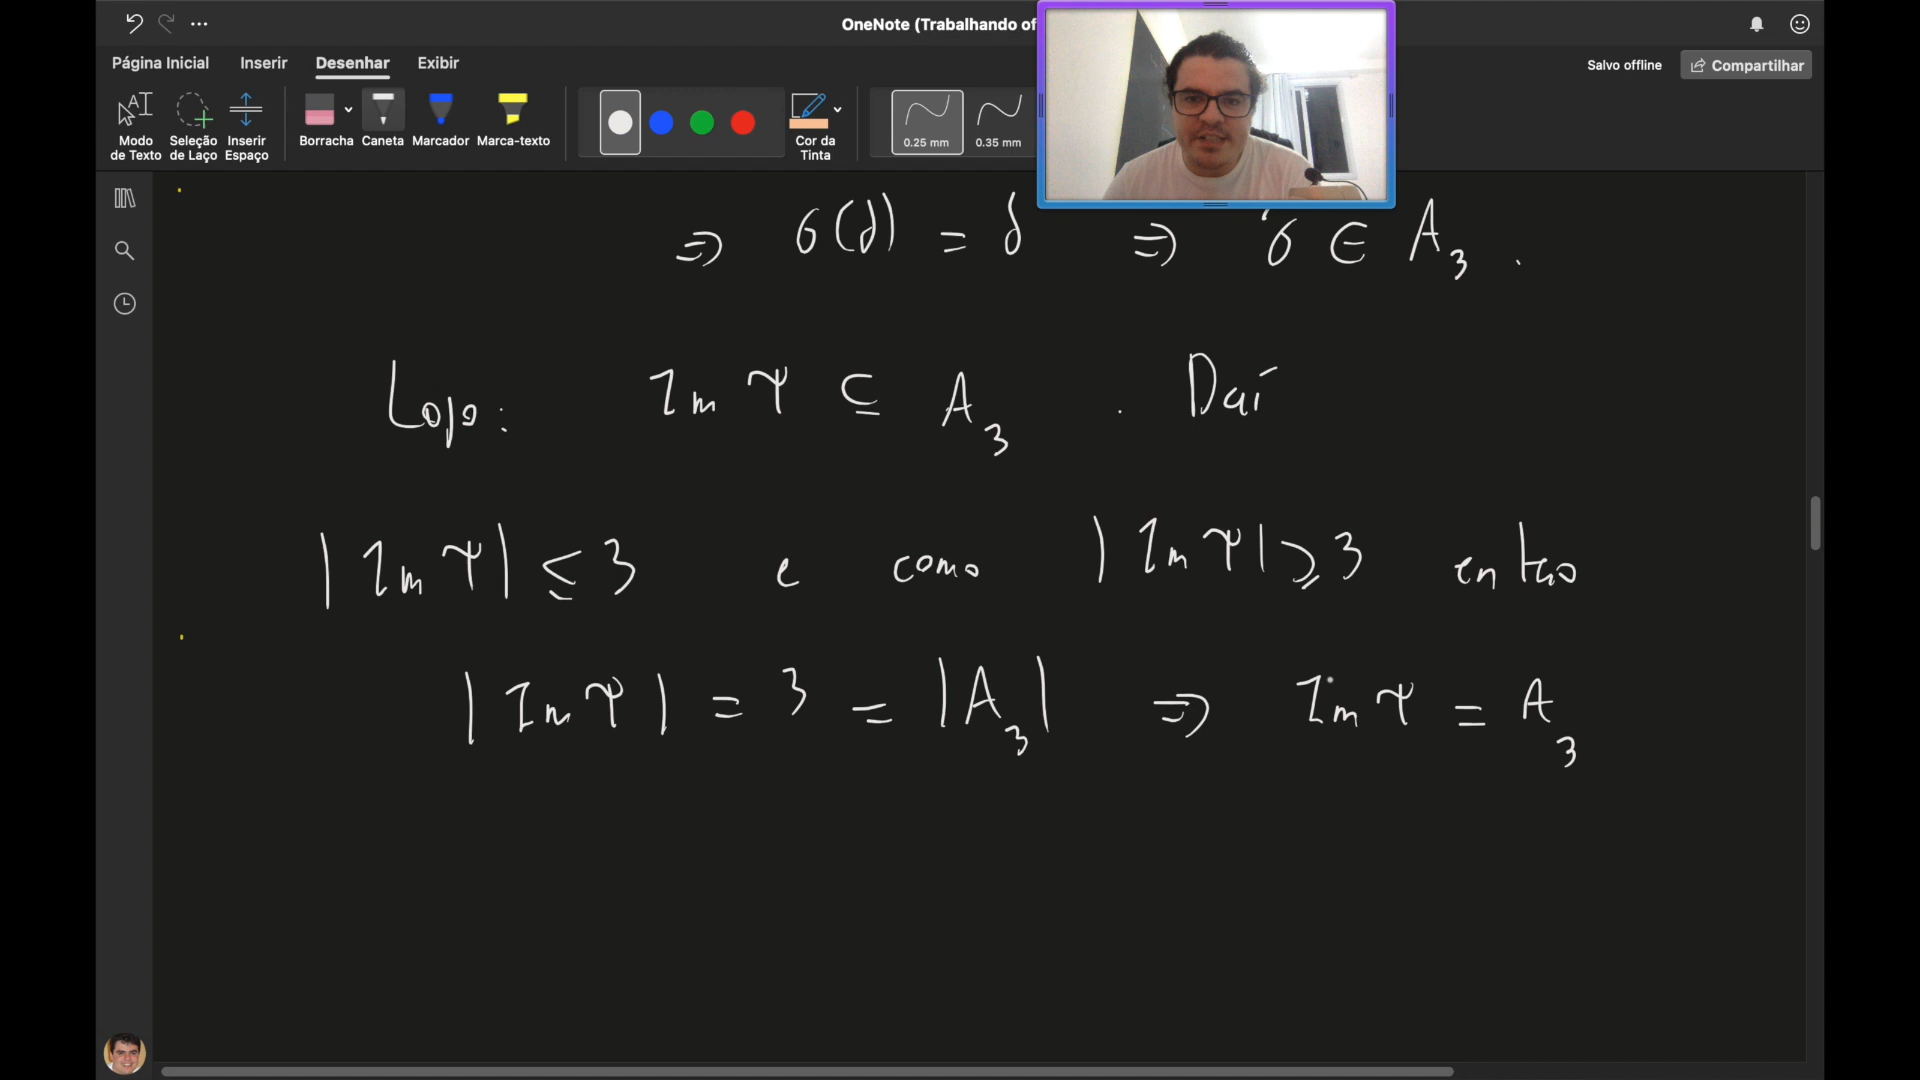 OneNote (Trabalhando of
Página Inicial Inserir Desenhar Exibir
Salvo offline Compartilhar
Modo de Texto
Seleção de Laço
Inserir Espaço
Borracha
Caneta
Marcador
Marca-texto
Cor da Tinta
0.25 mm
0.35 mm
⇒ σ(δ) = δ ⇒ σ ∈ A₃ .
Logo: Im Ψ ⊆ A₃ . Daí
|Im Ψ| ≤ 3 e como |Im Ψ| ≥ 3 então
|Im Ψ| = 3 = |A₃| ⇒ Im Ψ = A₃